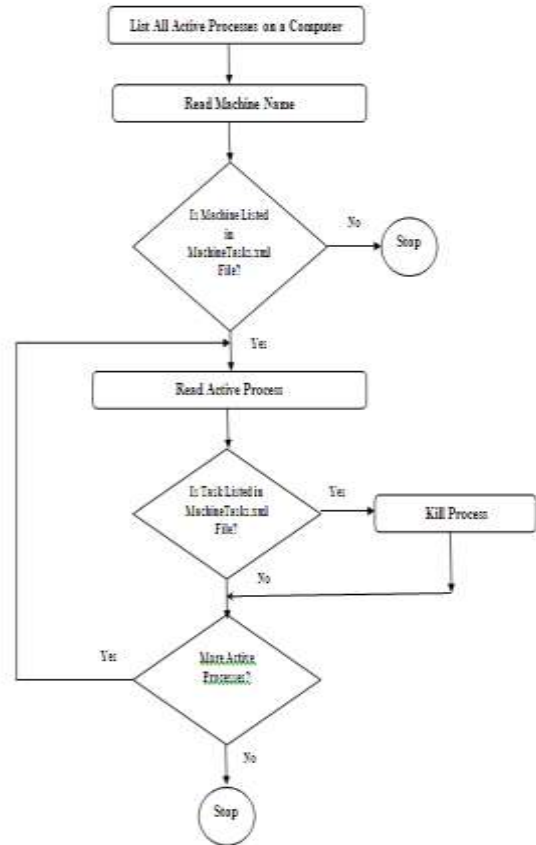 List All Active Processes on a Computer
Read Machine Name
Is Machine Listed
in
MachineTasks.xml
File?
No
Stop
Yes
Read Active Process
Is Task Listed in
MachineTasks.xml
File?
Yes
Kill Process
No
More Active
Processes?
Yes
No
Stop